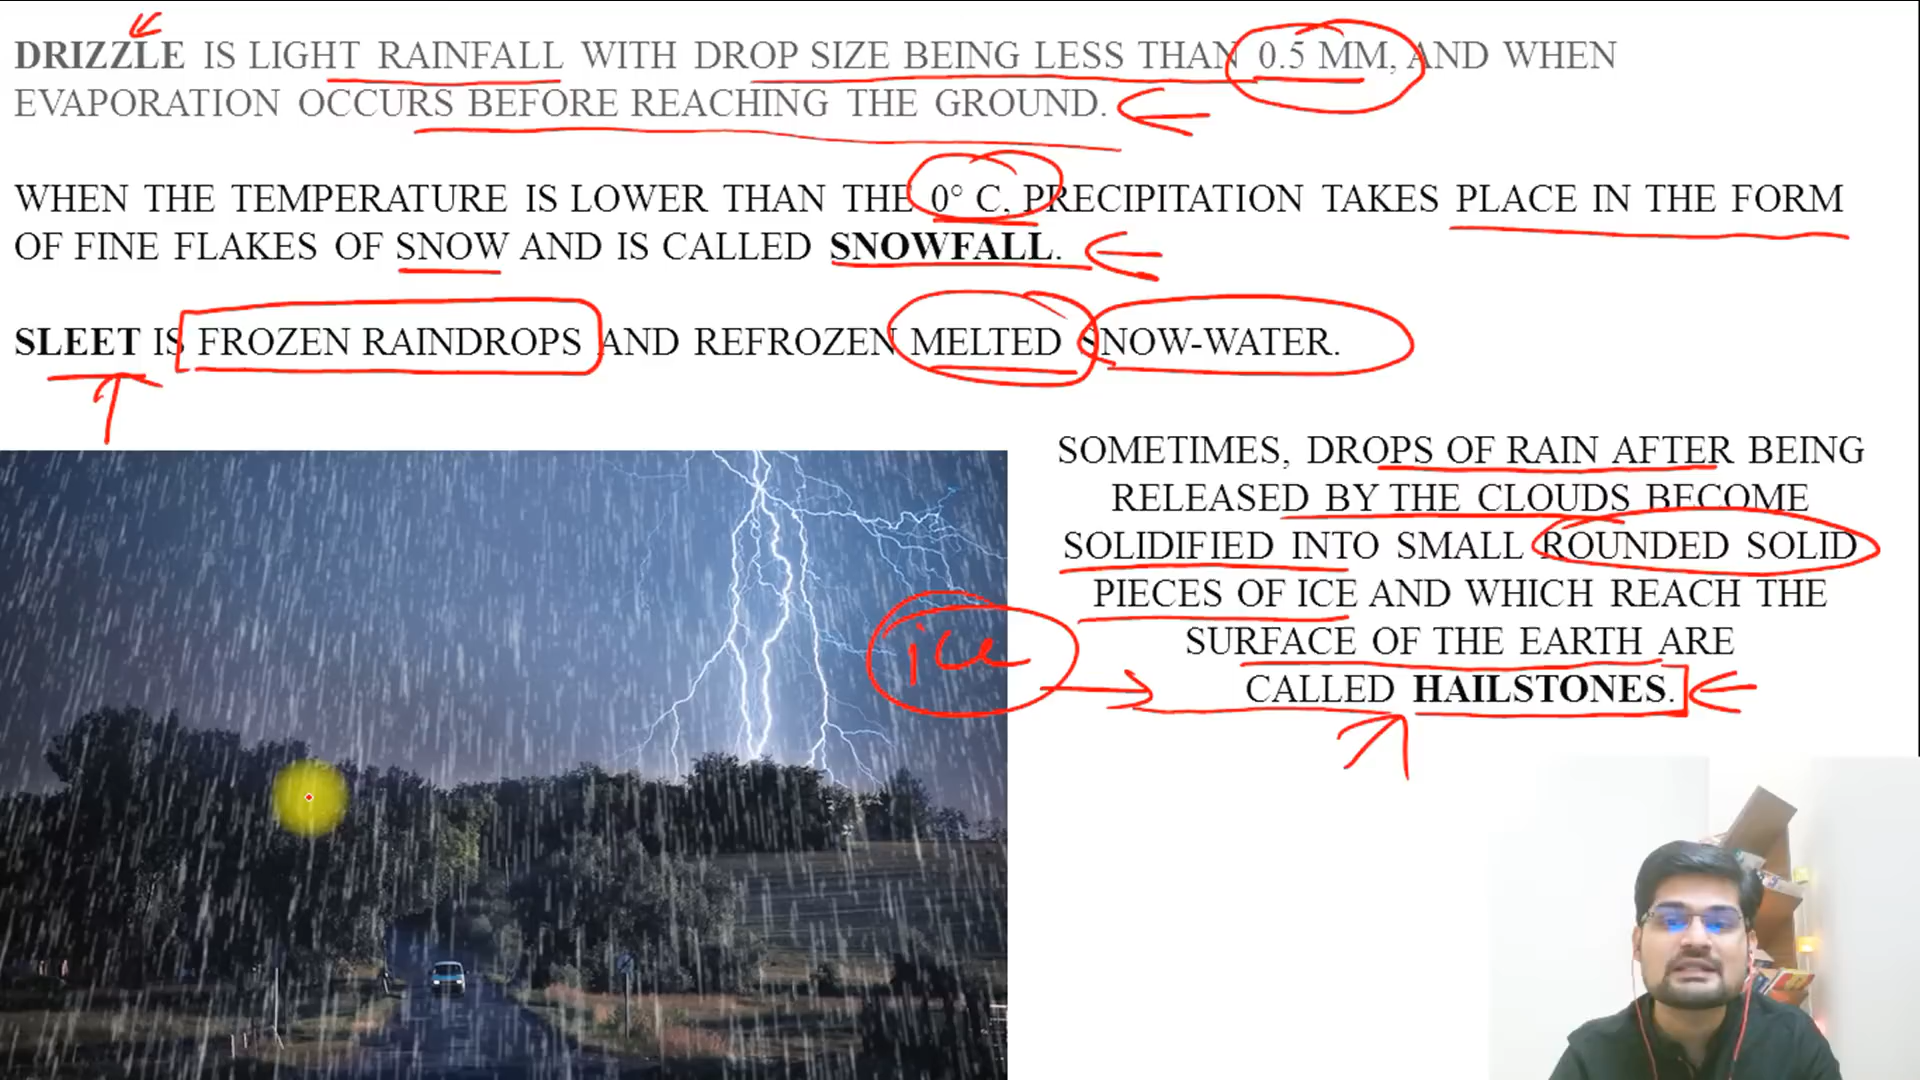 DRIZZLE IS LIGHT RAINFALL WITH DROP SIZE BEING LESS THAN 0.5 MM, AND WHEN
EVAPORATION OCCURS BEFORE REACHING THE GROUND.
WHEN THE TEMPERATURE IS LOWER THAN THE 0° C, PRECIPITATION TAKES PLACE IN THE FORM
OF FINE FLAKES OF SNOW AND IS CALLED SNOWFALL.
SLEET IS FROZEN RAINDROPS AND REFROZEN MELTED SNOW-WATER.
SOMETIMES, DROPS OF RAIN AFTER BEING
RELEASED BY THE CLOUDS BECOME
SOLIDIFIED INTO SMALL ROUNDED SOLID
PIECES OF ICE AND WHICH REACH THE
SURFACE OF THE EARTH ARE
CALLED HAILSTONES.
ice